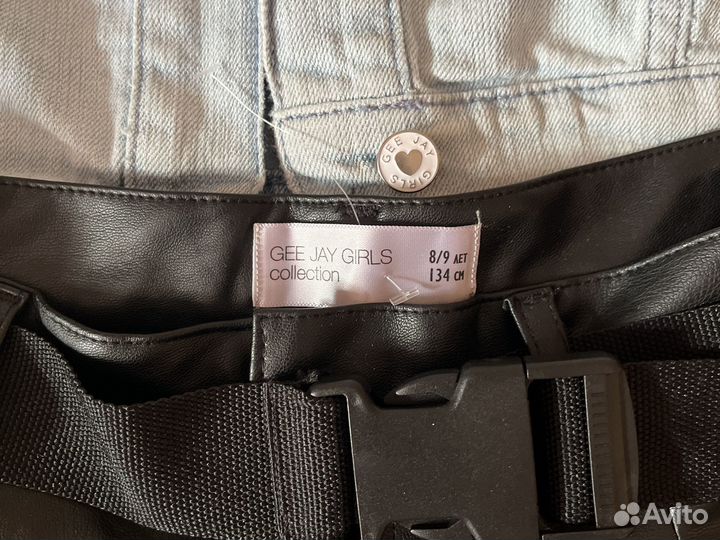 GEE JAY GIRLS
GEE JAY GIRLS
collection
8/9 ЛЕТ
134 СМ
Avito